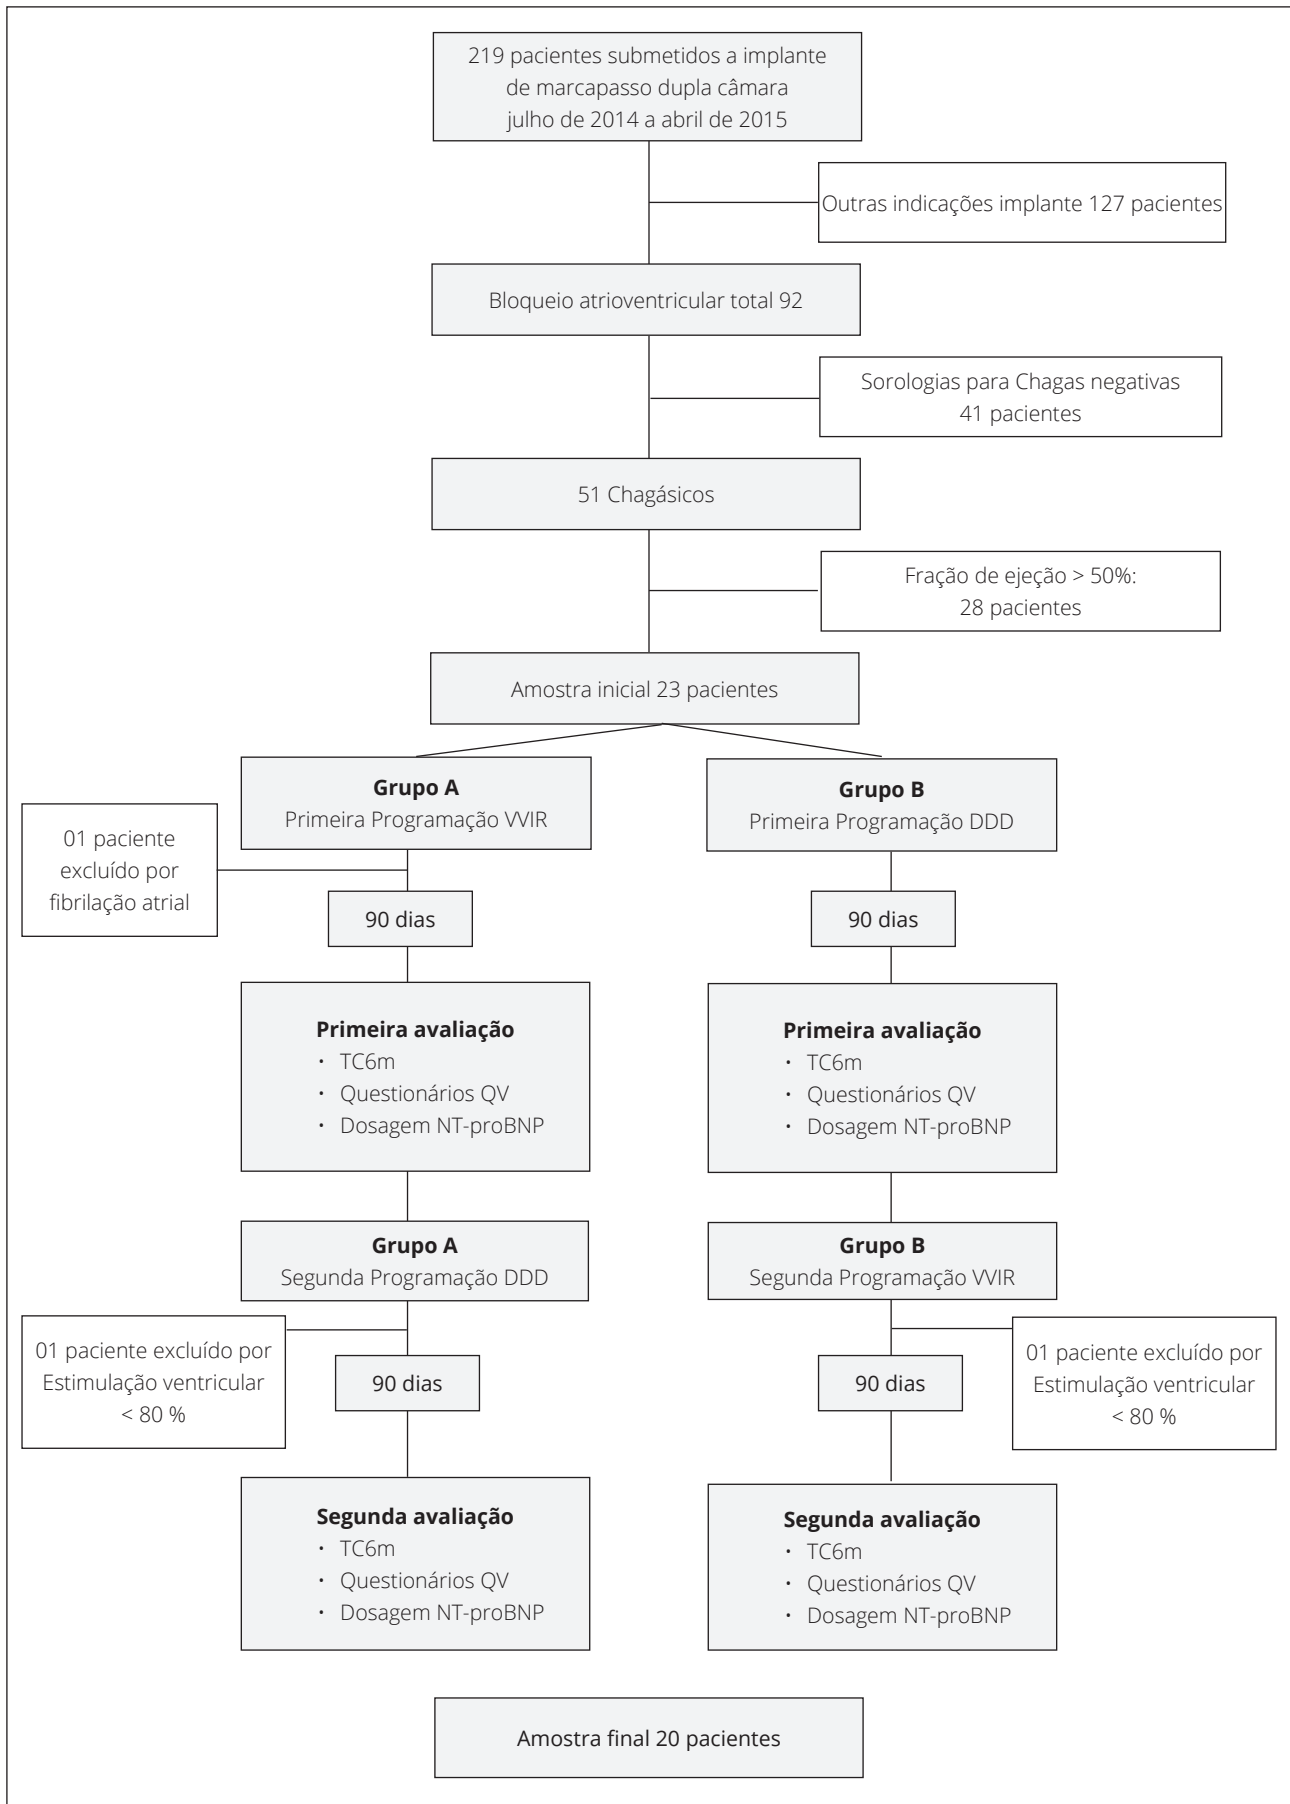 219 pacientes submetidos a implante
de marcapasso dupla câmara
julho de 2014 a abril de 2015
Outras indicações implante 127 pacientes
Bloqueio atrioventricular total 92
Sorologias para Chagas negativas
41 pacientes
51 Chagásicos
Fração de ejeção > 50%:
28 pacientes
Amostra inicial 23 pacientes
Grupo A
Primeira Programação VVIR
Grupo B
Primeira Programação DDD
01 paciente
excluído por
fibrilação atrial
90 dias
90 dias
Primeira avaliação
• TC6m
• Questionários QV
• Dosagem NT-proBNP
Primeira avaliação
• TC6m
• Questionários QV
• Dosagem NT-proBNP
Grupo A
Segunda Programação DDD
Grupo B
Segunda Programação VVIR
01 paciente excluído por
Estimulação ventricular
< 80 %
90 dias
90 dias
01 paciente excluído por
Estimulação ventricular
< 80 %
Segunda avaliação
• TC6m
• Questionários QV
• Dosagem NT-proBNP
Segunda avaliação
• TC6m
• Questionários QV
• Dosagem NT-proBNP
Amostra final 20 pacientes